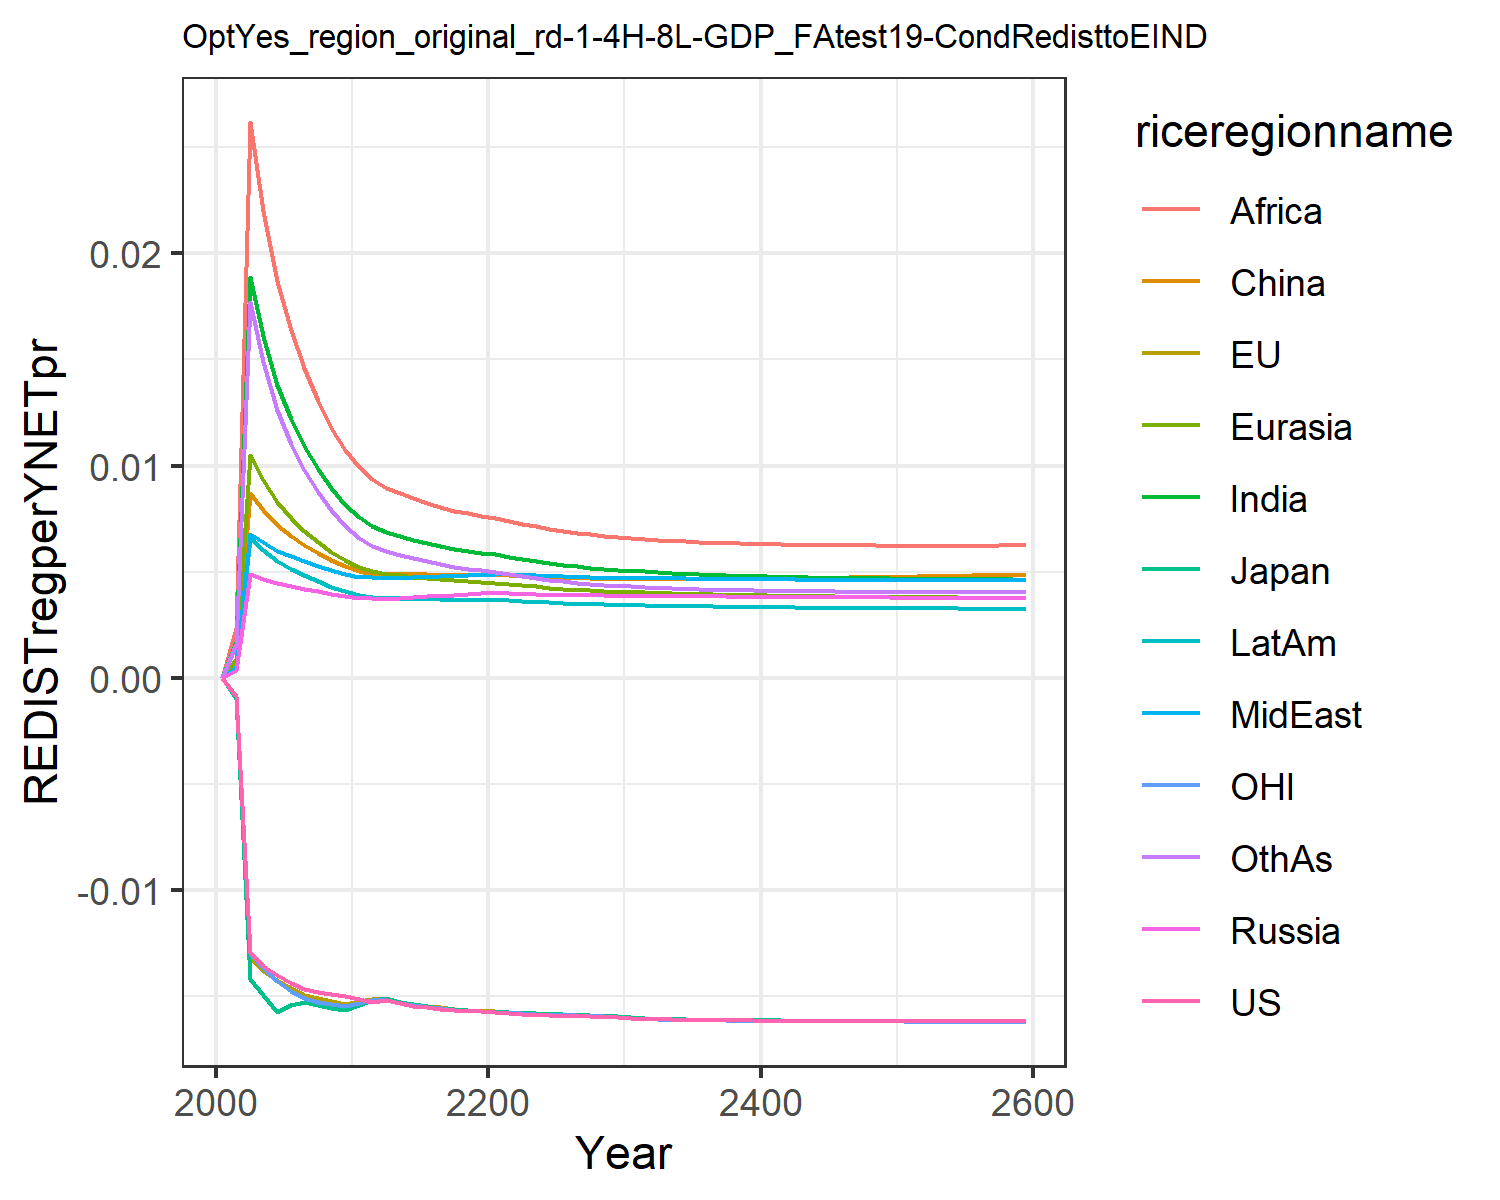 OptYes_region_original_rd-1-4H-8L-GDP_FAtest19-CondRedisttoEIND
REDISTregperYNETpr
0.02
0.01
0.00
-0.01
2000
2200
2400
2600
Year
riceregionname
Africa
China
EU
Eurasia
India
Japan
LatAm
MidEast
OHI
OthAs
Russia
US